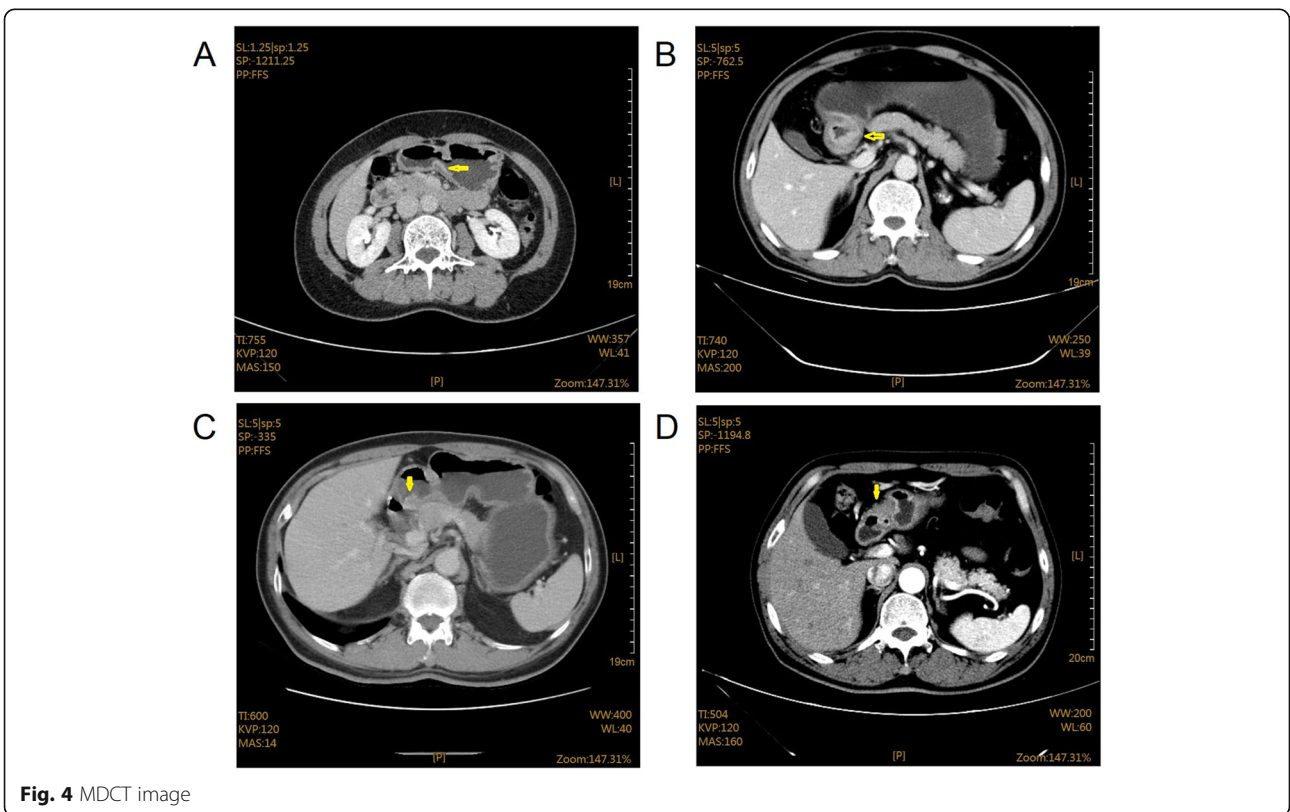 A
SL:1.25|sp:1.25
SP:-1211.25
PP:FFS
[L]
19cm
TI:755
KVP:120
MAS:150
WW:357
WL:41
[P]
Zoom:147.31%
B
SL:5|sp:5
SP:-762.5
PP:FFS
[L]
19cm
TI:740
KVP:120
MAS:200
WW:250
WL:39
[P]
Zoom:147.31%
C
SL:5|sp:5
SP:-335
PP:FFS
[L]
19cm
TI:600
KVP:120
MAS:14
WW:400
WL:40
[P]
Zoom:147.31%
D
SL:5|sp:5
SP:-1194.8
PP:FFS
[L]
20cm
TI:504
KVP:120
MAS:160
WW:200
WL:60
[P]
Zoom:147.31%
Fig. 4 MDCT image